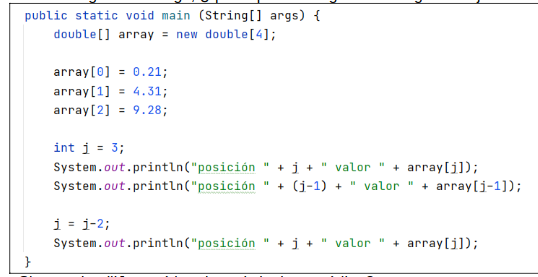 public static void main (String[] args) {
double[] array = new double[4];
array[0] = 0.21;
array[1] = 4.31;
array[2] = 9.28;
int j = 3;
System.out.println("posición " + j + " valor " + array[j]);
System.out.println("posición " + (j-1) + " valor " + array[j-1]);
j = j-2;
System.out.println("posición " + j + " valor " + array[j]);
}